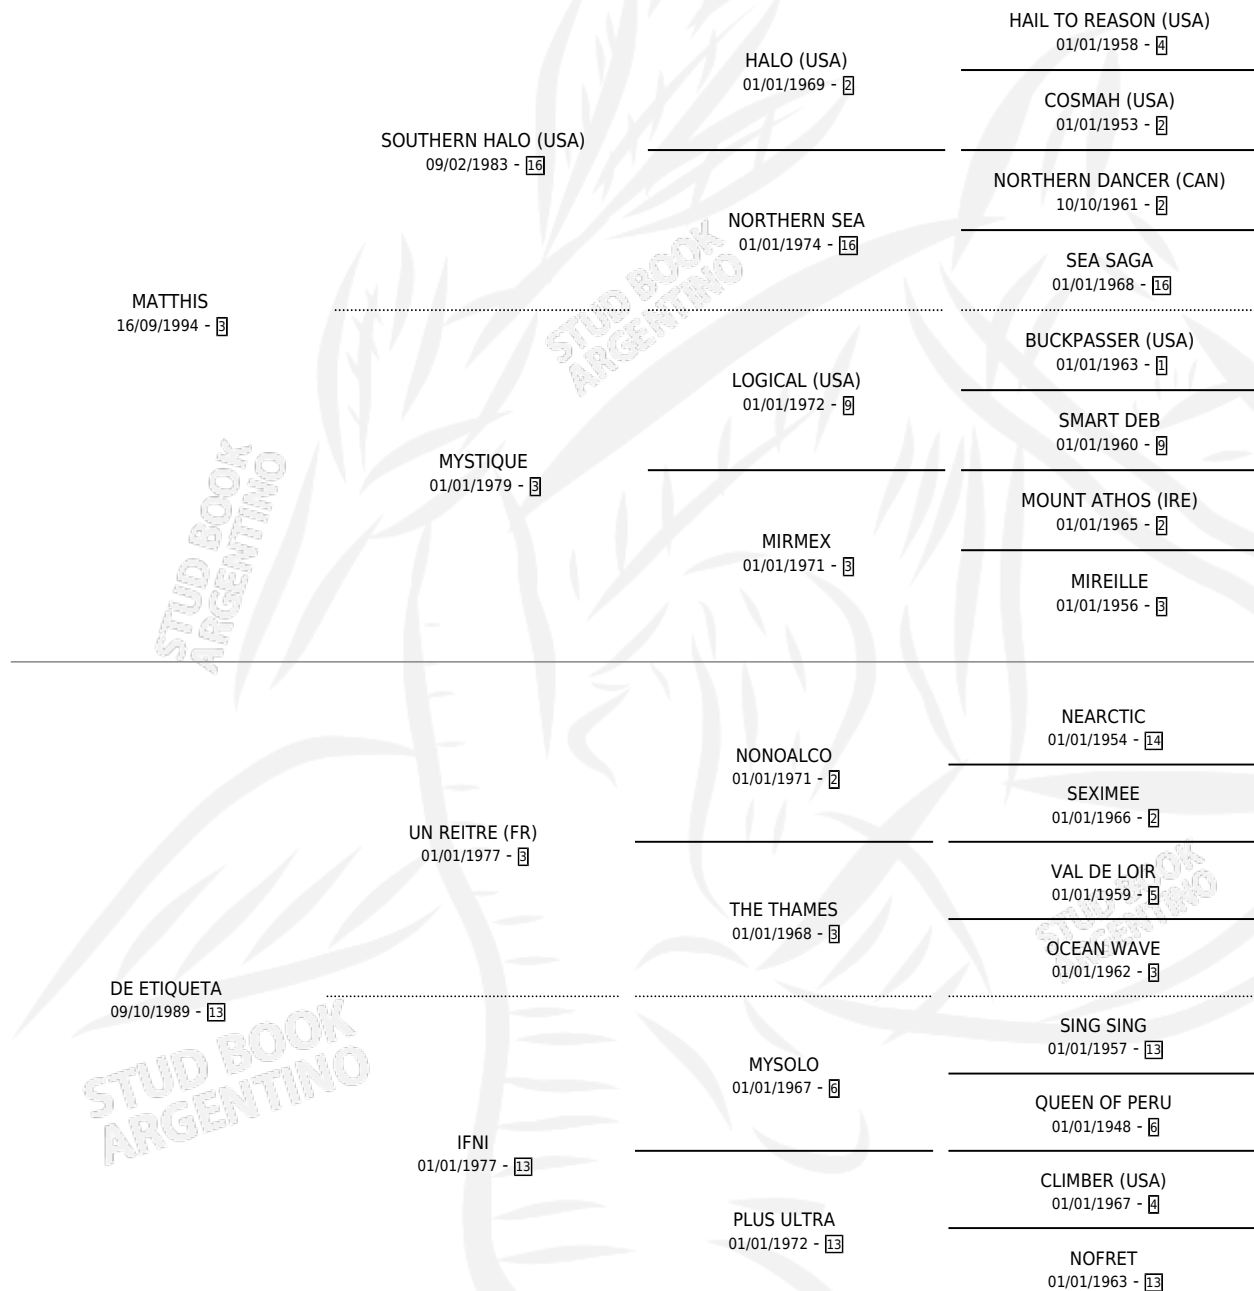 HAIL TO REASON (USA)
01/01/1958 - 4
HALO (USA)
01/01/1969 - 2
COSMAH (USA)
01/01/1953 - 2
SOUTHERN HALO (USA)
09/02/1983 - 16
NORTHERN DANCER (CAN)
10/10/1961 - 2
NORTHERN SEA
01/01/1974 - 16
SEA SAGA
01/01/1968 - 16
MATTHIS
16/09/1994 - 3
BUCKPASSER (USA)
01/01/1963 - 1
LOGICAL (USA)
01/01/1972 - 9
SMART DEB
01/01/1960 - 9
MYSTIQUE
01/01/1979 - 3
MOUNT ATHOS (IRE)
01/01/1965 - 2
MIRMEX
01/01/1971 - 3
MIREILLE
01/01/1956 - 3
NEARCTIC
01/01/1954 - 14
NONOALCO
01/01/1971 - 2
SEXIMEE
01/01/1966 - 2
UN REITRE (FR)
01/01/1977 - 3
VAL DE LOIR
01/01/1959 - 5
THE THAMES
01/01/1968 - 3
OCEAN WAVE
01/01/1962 - 3
DE ETIQUETA
09/10/1989 - 13
SING SING
01/01/1957 - 13
MYSOLO
01/01/1967 - 6
QUEEN OF PERU
01/01/1948 - 6
IFNI
01/01/1977 - 13
CLIMBER (USA)
01/01/1967 - 4
PLUS ULTRA
01/01/1972 - 13
NOFRET
01/01/1963 - 13
STUD BOOK
ARGENTINO
STUD BOOK
ARGENTINO
STUD BOOK
ARGENTINO
STUD BOOK
ARGENTINO